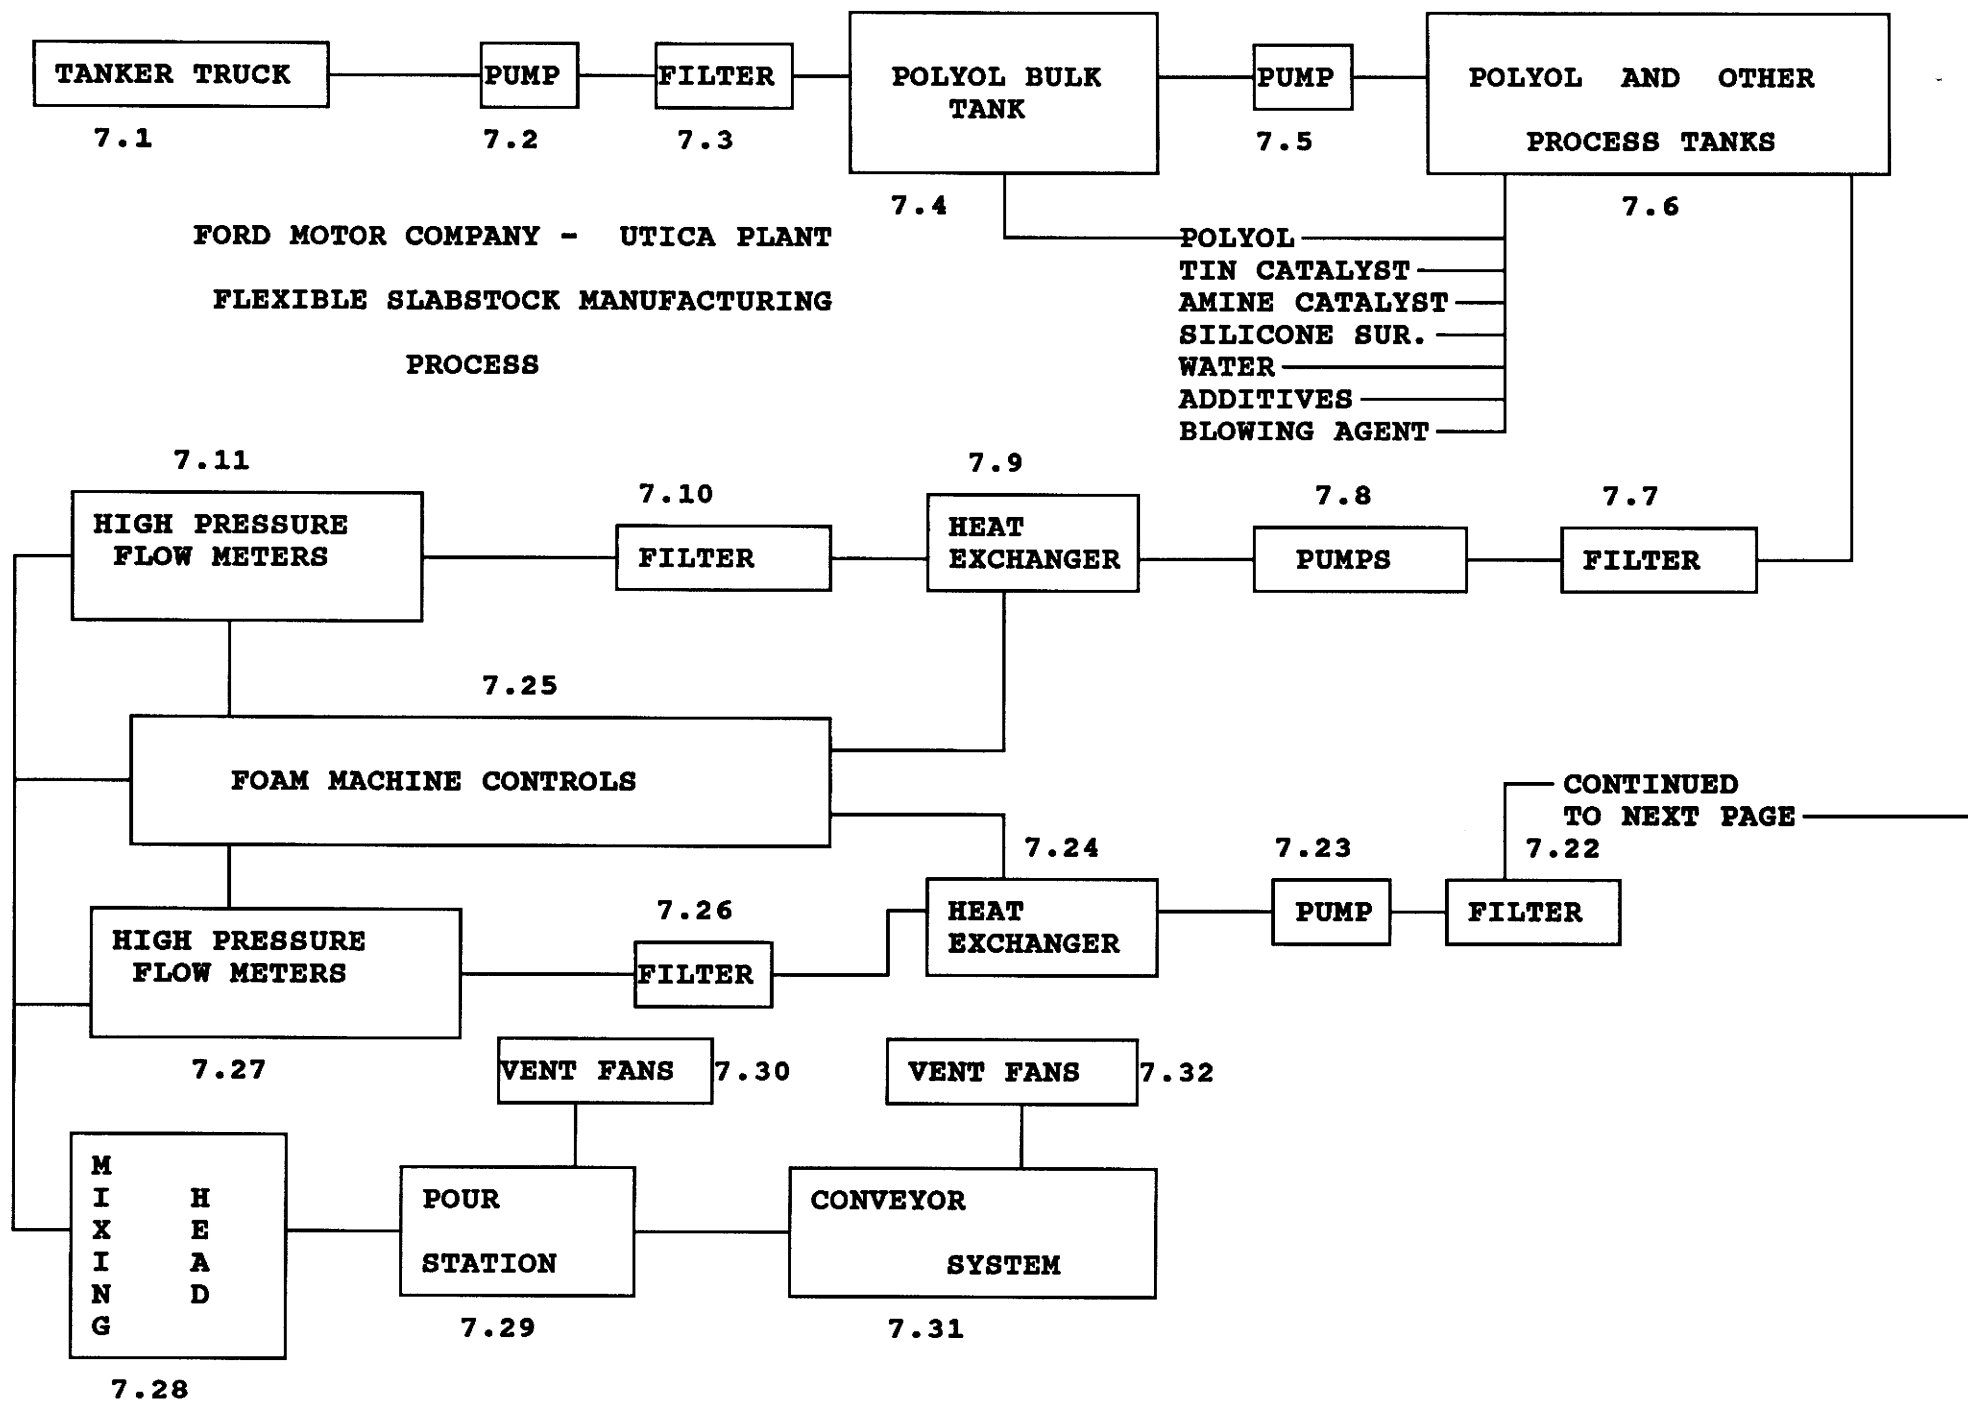 TANKER TRUCK
7.1
PUMP
7.2
FILTER
7.3
POLYOL BULK
TANK
7.4
PUMP
7.5
POLYOL AND OTHER
PROCESS TANKS
7.6
FORD MOTOR COMPANY - UTICA PLANT
FLEXIBLE SLABSTOCK MANUFACTURING
PROCESS
POLYOL
TIN CATALYST
AMINE CATALYST
SILICONE SUR.
WATER
ADDITIVES
BLOWING AGENT
7.11
HIGH PRESSURE
FLOW METERS
7.10
FILTER
7.9
HEAT
EXCHANGER
7.8
PUMPS
7.7
FILTER
7.25
FOAM MACHINE CONTROLS
CONTINUED
TO NEXT PAGE
7.24
HEAT
EXCHANGER
7.23
PUMP
7.22
FILTER
7.26
FILTER
HIGH PRESSURE
FLOW METERS
7.27
VENT FANS
7.30
VENT FANS
7.32
MIXING
HEAD
7.28
POUR
STATION
7.29
CONVEYOR
SYSTEM
7.31